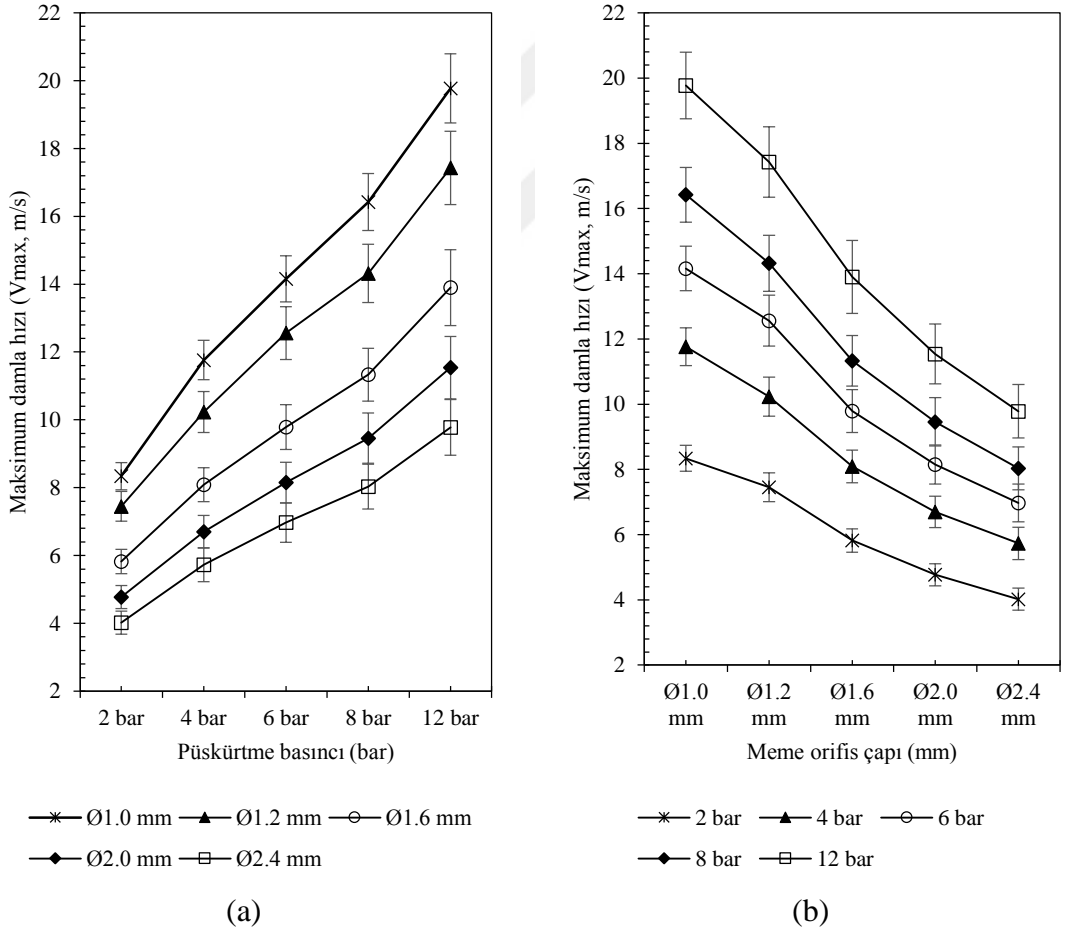 22
20
18
16
14
12
10
8
6
4
2
Maksimum damla hızı (Vmax, m/s)
2 bar 4 bar 6 bar 8 bar 12 bar
Püskürtme basıncı (bar)
Ø1.0 mm Ø1.2 mm Ø1.6 mm
Ø2.0 mm Ø2.4 mm
(a)
22
20
18
16
14
12
10
8
6
4
2
Maksimum damla hızı (Vmax, m/s)
Ø1.0 Ø1.2 Ø1.6 Ø2.0 Ø2.4
mm mm mm mm mm
Meme orifis çapı (mm)
2 bar 4 bar 6 bar
8 bar 12 bar
(b)